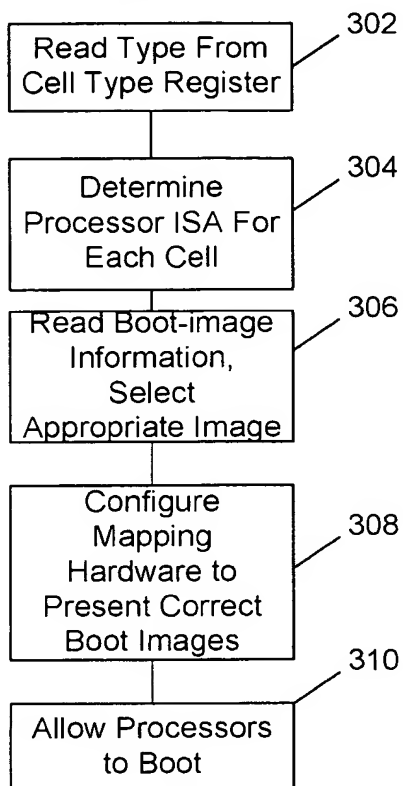 302
Read Type From
Cell Type Register
304
Determine
Processor ISA For
Each Cell
306
Read Boot-image
Information,
Select
Appropriate Image
308
Configure
Mapping
Hardware to
Present Correct
Boot Images
310
Allow Processors
to Boot